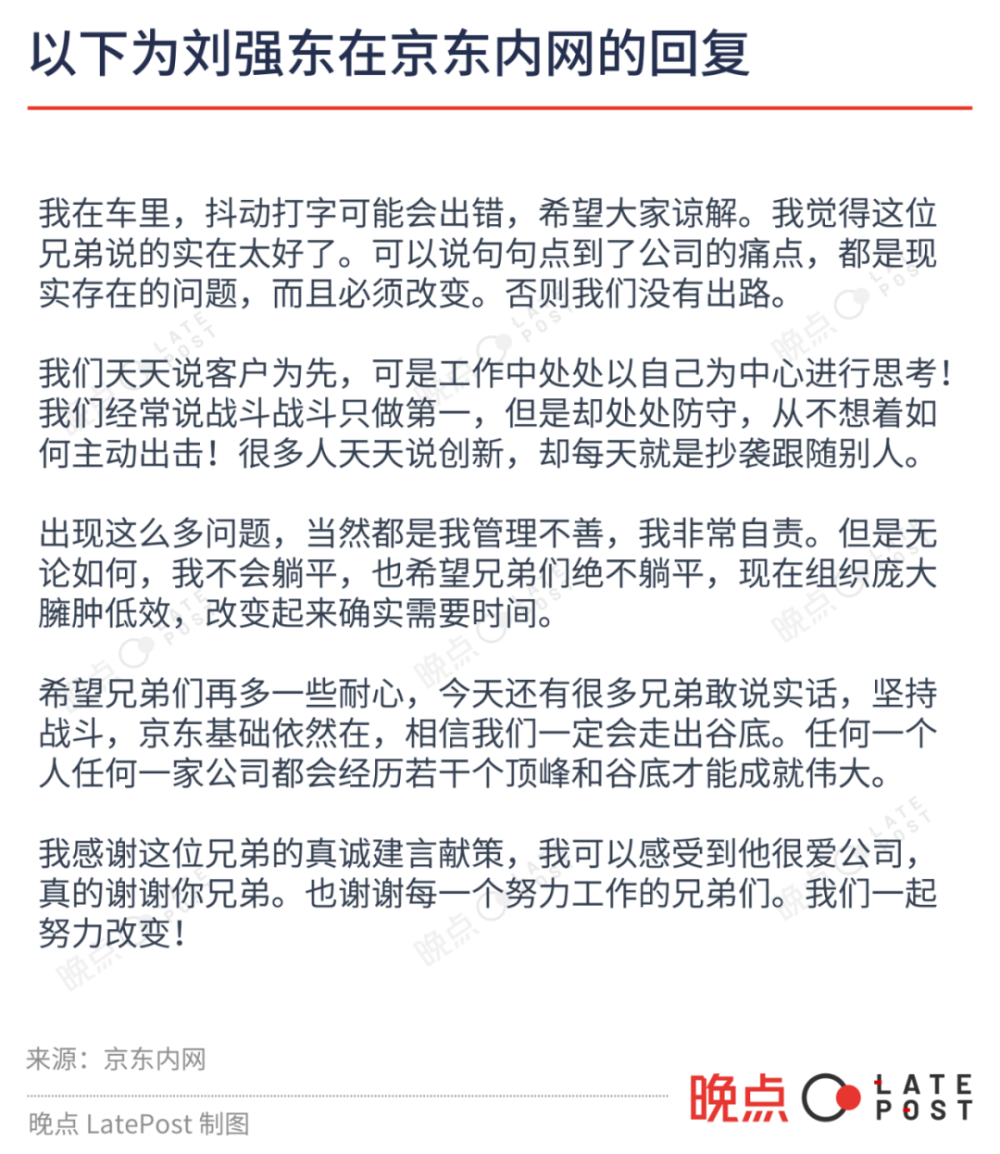 以下为刘强东在京东内网的回复
我在车里，抖动打字可能会出错，希望大家谅解。我觉得这位
兄弟说的实在太好了。可以说句句点到了公司的痛点，都是现
实存在的问题，而且必须改变。否则我们没有出路。
我们天天说客户为先，可是工作中处处以自己为中心进行思考！
我们经常说战斗战斗只做第一，但是却处处防守，从不想着如
何主动出击！很多人天天说创新，却每天就是抄袭跟随别人。
出现这么多问题，当然都是我管理不善，我非常自责。但是无
论如何，我不会躺平，也希望兄弟们绝不躺平，现在组织庞大
臃肿低效，改变起来确实需要时间。
希望兄弟们再多一些耐心，今天还有很多兄弟敢说实话，坚持
战斗，京东基础依然在，相信我们一定会走出谷底。任何一个
人任何一家公司都会经历若干个顶峰和谷底才能成就伟大。
我感谢这位兄弟的真诚建言献策，我可以感受到他很爱公司，
真的谢谢你兄弟。也谢谢每一个努力工作的兄弟们。我们一起
努力改变！
来源：京东内网
晚点 LatePost 制图
晚点 LATE
POST